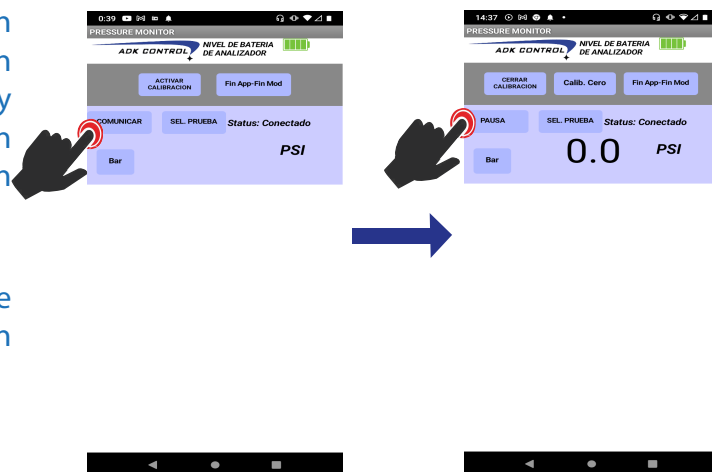 n
n
y
n
n
e
n
0:39
PRESSURE MONITOR
ADK CONTROL
NIVEL DE BATERIA
DE ANALIZADOR
ACTIVAR
CALIBRACION
Fin App-Fin Mod
COMUNICAR
SEL. PRUEBA
Status: Conectado
Bar
PSI
14:37
PRESSURE MONITOR
ADK CONTROL
NIVEL DE BATERIA
DE ANALIZADOR
CERRAR
CALIBRACION
Calib. Cero
Fin App-Fin Mod
PAUSA
SEL. PRUEBA
Status: Conectado
Bar
0.0
PSI